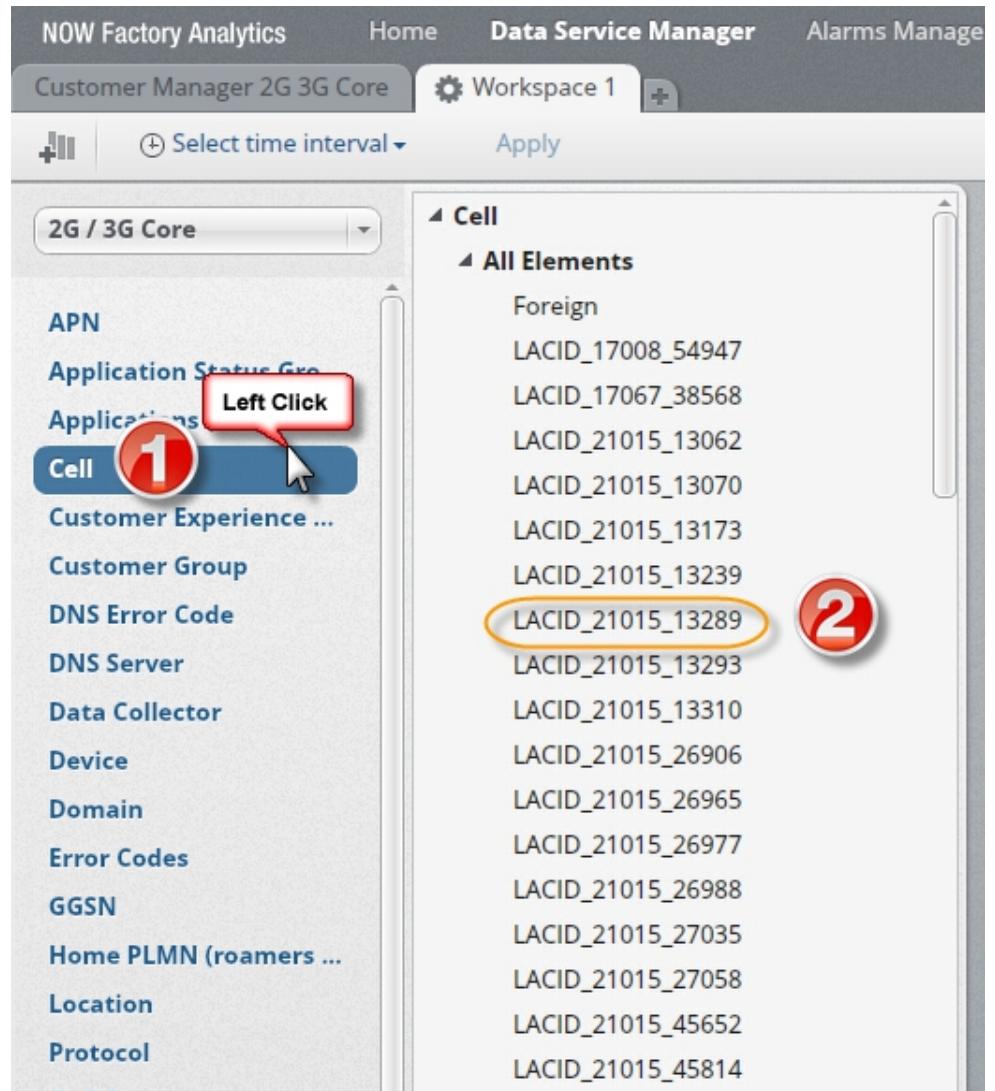 NOW Factory Analytics Home Data Service Manager Alarms Manage
Customer Manager 2G 3G Core Workspace 1
Select time interval Apply
2G / 3G Core
APN
Application Status Gro
Applications
Left Click
Cell
1
Customer Experience ...
Customer Group
DNS Error Code
DNS Server
Data Collector
Device
Domain
Error Codes
GGSN
Home PLMN (roamers ...
Location
Protocol
Cell
All Elements
Foreign
LACID_17008_54947
LACID_17067_38568
LACID_21015_13062
LACID_21015_13070
LACID_21015_13173
LACID_21015_13239
LACID_21015_13289
2
LACID_21015_13293
LACID_21015_13310
LACID_21015_26906
LACID_21015_26965
LACID_21015_26977
LACID_21015_26988
LACID_21015_27035
LACID_21015_27058
LACID_21015_45652
LACID_21015_45814